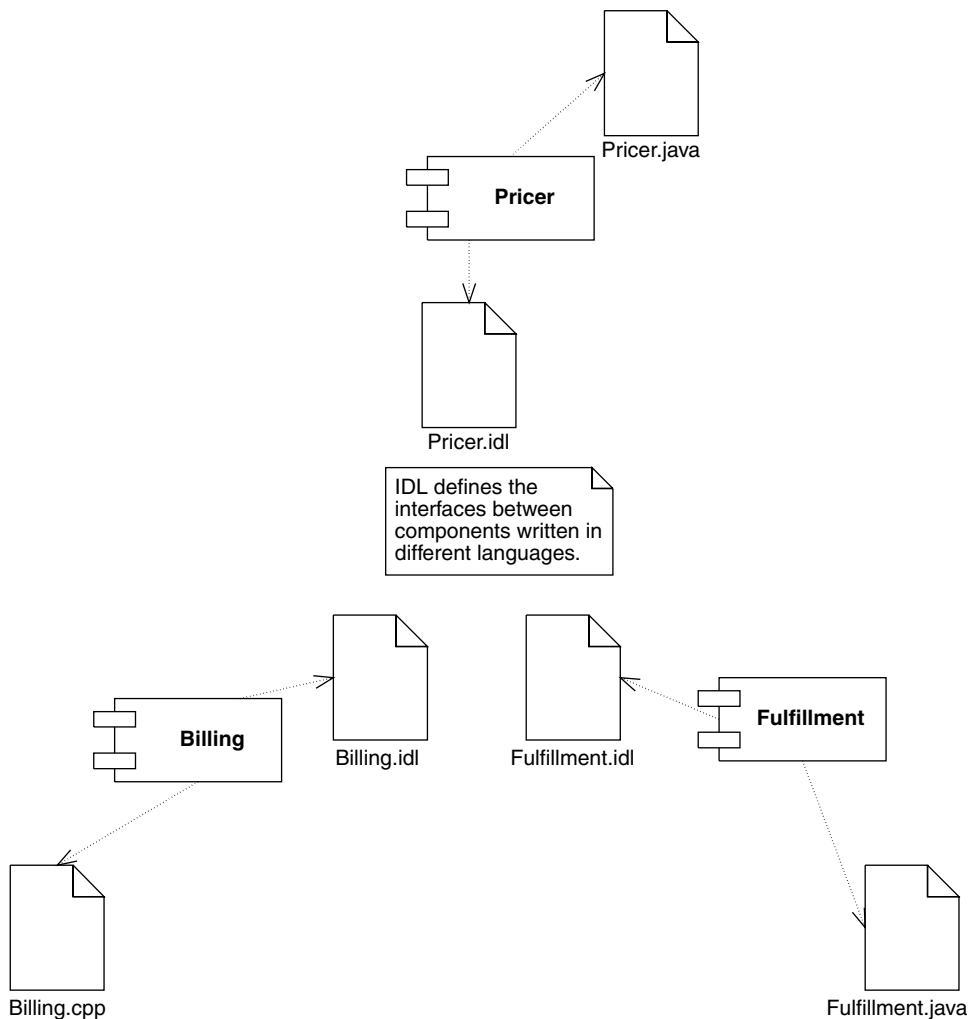 Pricer.java
Pricer
Pricer.idl
IDL defines the
interfaces between
components written in
different languages.
Billing
Billing.idl
Fulfillment.idl
Fulfillment
Billing.cpp
Fulfillment.java